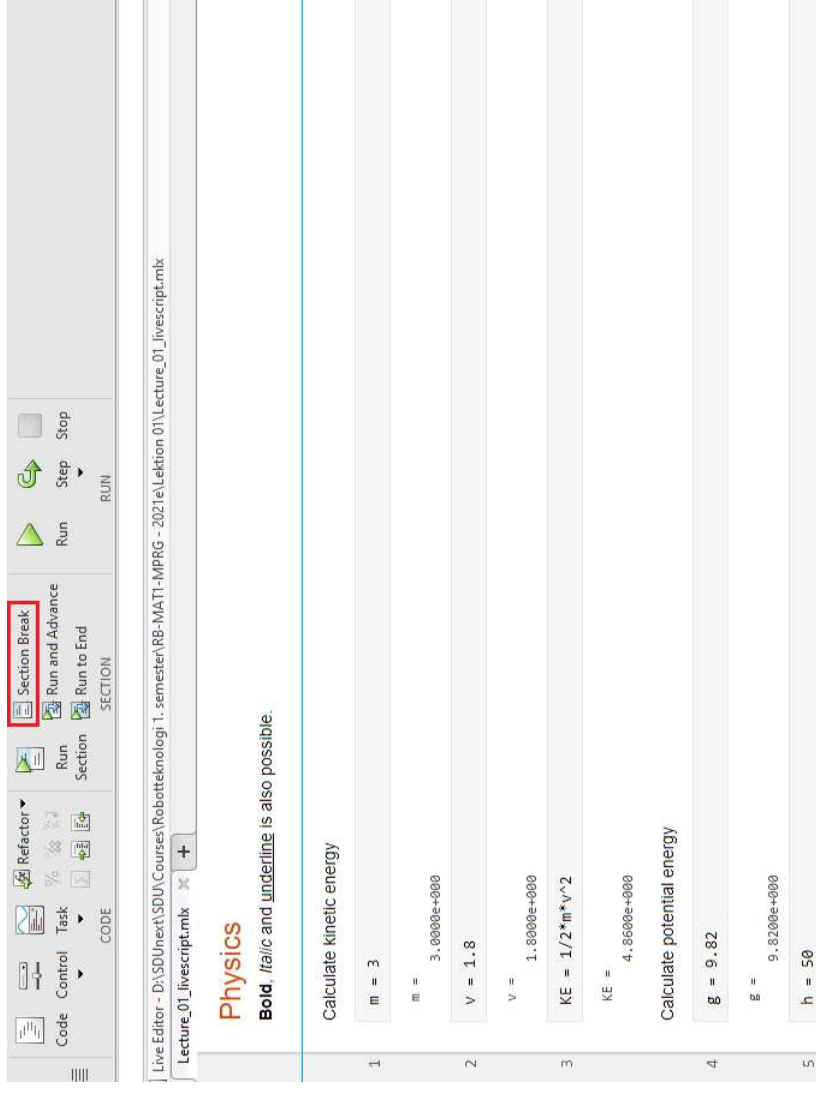 Code
Control
Task
Refactor
CODE
Run
Section
Section Break
Run and Advance
Run to End
SECTION
Run
Step
Stop
RUN
Live Editor - D:\SDUnext\SDU\Courses\Robotteknologi 1. semester\RB-MAT1-MPRG - 2021e\Lektion 01\Lecture_01_livescript.mlx
Lecture_01_livescript.mlx × +
Physics
Bold, Italic and underline is also possible.
Calculate kinetic energy
1 m = 3
m =
3.0000e+000
2 v = 1.8
v =
1.8000e+000
3 KE = 1/2*m*v^2
KE =
4.8600e+000
Calculate potential energy
4 g = 9.82
g =
9.8200e+000
5 h = 50